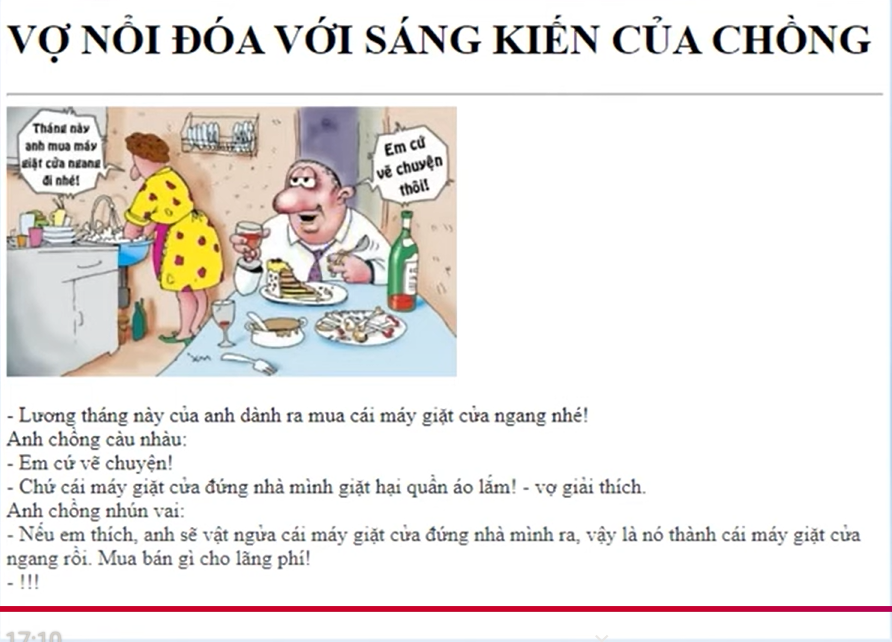 VỢ NỔI ĐÓA VỚI SÁNG KIẾN CỦA CHỒNG
Tháng này
anh mua máy
giặt cửa ngang
đi nhé!
Em cứ
vẽ chuyện
thôi!
- Lương tháng này của anh dành ra mua cái máy giặt cửa ngang nhé!
Anh chồng càu nhàu:
- Em cứ vẽ chuyện!
- Chứ cái máy giặt cửa đứng nhà mình giặt hại quần áo lắm! - vợ giải thích.
Anh chồng nhún vai:
- Nếu em thích, anh sẽ vật ngửa cái máy giặt cửa đứng nhà mình ra, vậy là nó thành cái máy giặt cửa
ngang rồi. Mua bán gì cho lãng phí!
- !!!
17:10